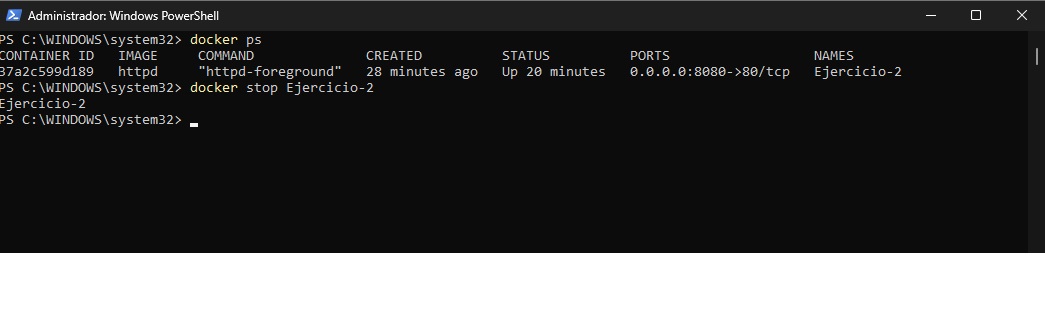 Administrador: Windows PowerShell
PS C:\WINDOWS\system32> docker ps
CONTAINER ID   IMAGE     COMMAND              CREATED          STATUS          PORTS                  NAMES
37a2c599d189   httpd     "httpd-foreground"   28 minutes ago   Up 20 minutes   0.0.0.0:8080->80/tcp   Ejercicio-2
PS C:\WINDOWS\system32> docker stop Ejercicio-2
Ejercicio-2
PS C:\WINDOWS\system32>